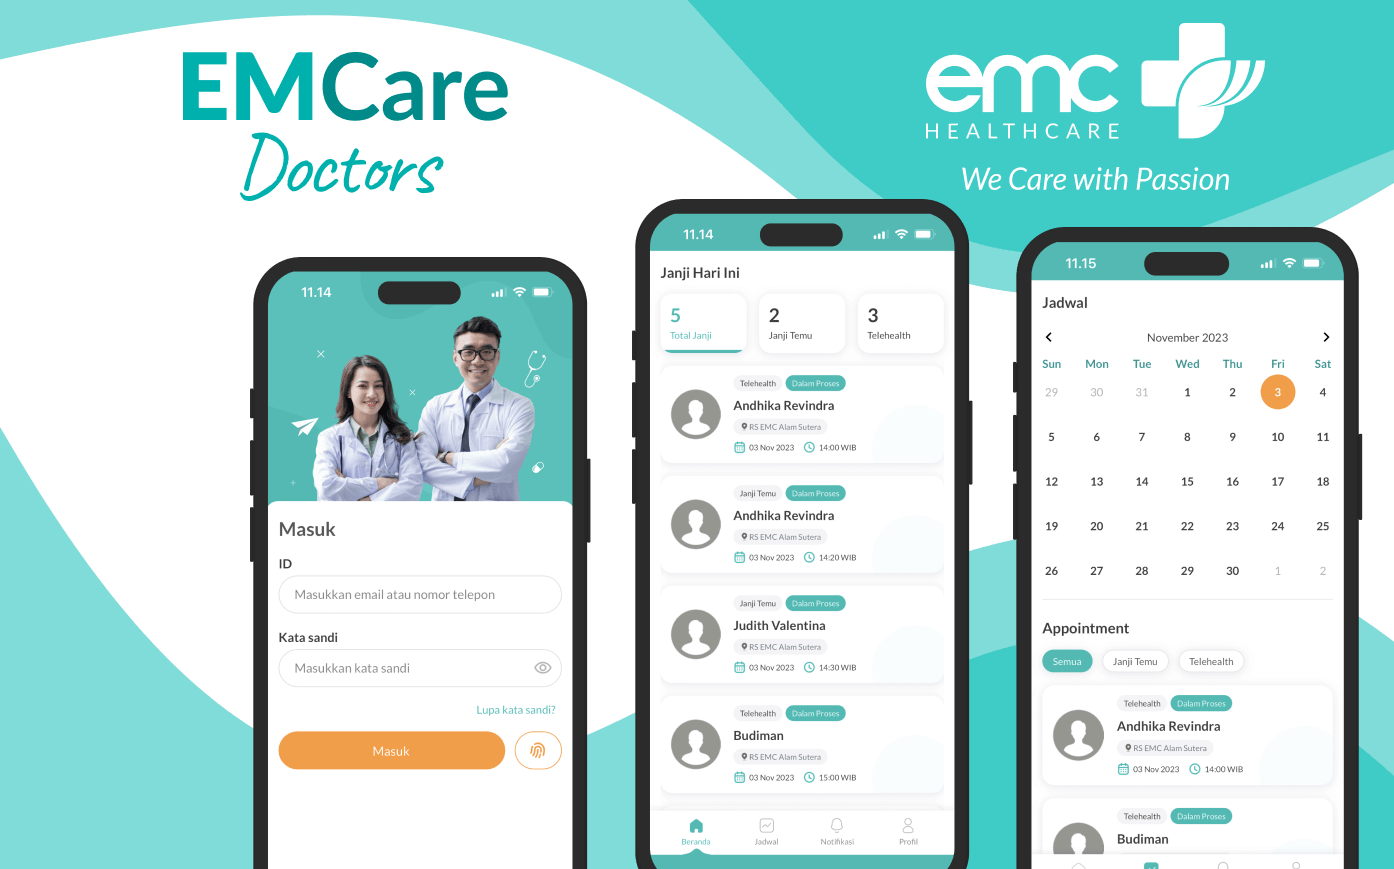 EMCare
Doctors
emc
HEALTHCARE
We Care with Passion
11.14
Masuk
ID
Masukkan email atau nomor telepon
Kata sandi
Masukkan kata sandi
Lupa kata sandi?
Masuk
11.14
Janji Hari Ini
5
Total Janji
2
Janji Temu
3
Telehealth
Telehealth Dalam Proses
Andhika Revindra
RS EMC Alam Sutera
03 Nov 2023 14:00 WIB
Janji Temu Dalam Proses
Andhika Revindra
RS EMC Alam Sutera
03 Nov 2023 14:20 WIB
Janji Temu Dalam Proses
Judith Valentina
RS EMC Alam Sutera
03 Nov 2023 14:30 WIB
Telehealth Dalam Proses
Budiman
RS EMC Alam Sutera
03 Nov 2023 15:00 WIB
Beranda Jadwal Notifikasi Profil
11.15
Jadwal
November 2023
Sun Mon Tue Wed Thu Fri Sat
29 30 31 1 2 3 4
5 6 7 8 9 10 11
12 13 14 15 16 17 18
19 20 21 22 23 24 25
26 27 28 29 30 1 2
Appointment
Semua Janji Temu Telehealth
Telehealth Dalam Proses
Andhika Revindra
RS EMC Alam Sutera
03 Nov 2023 14:00 WIB
Telehealth Dalam Proses
Budiman